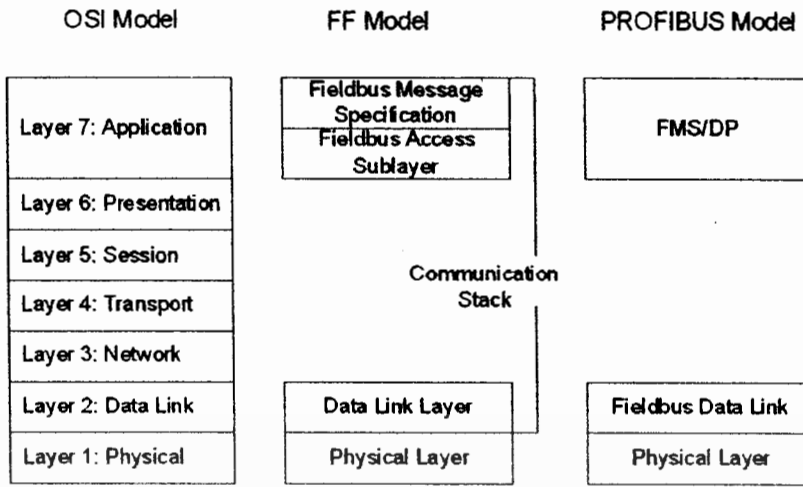 OSI Model
FF Model
PROFIBUS Model
Layer 7: Application
Fieldbus Message
Specification
Fieldbus Access
Sublayer
FMS/DP
Layer 6: Presentation
Layer 5: Session
Communication
Stack
Layer 4: Transport
Layer 3: Network
Layer 2: Data Link
Data Link Layer
Fieldbus Data Link
Layer 1: Physical
Physical Layer
Physical Layer